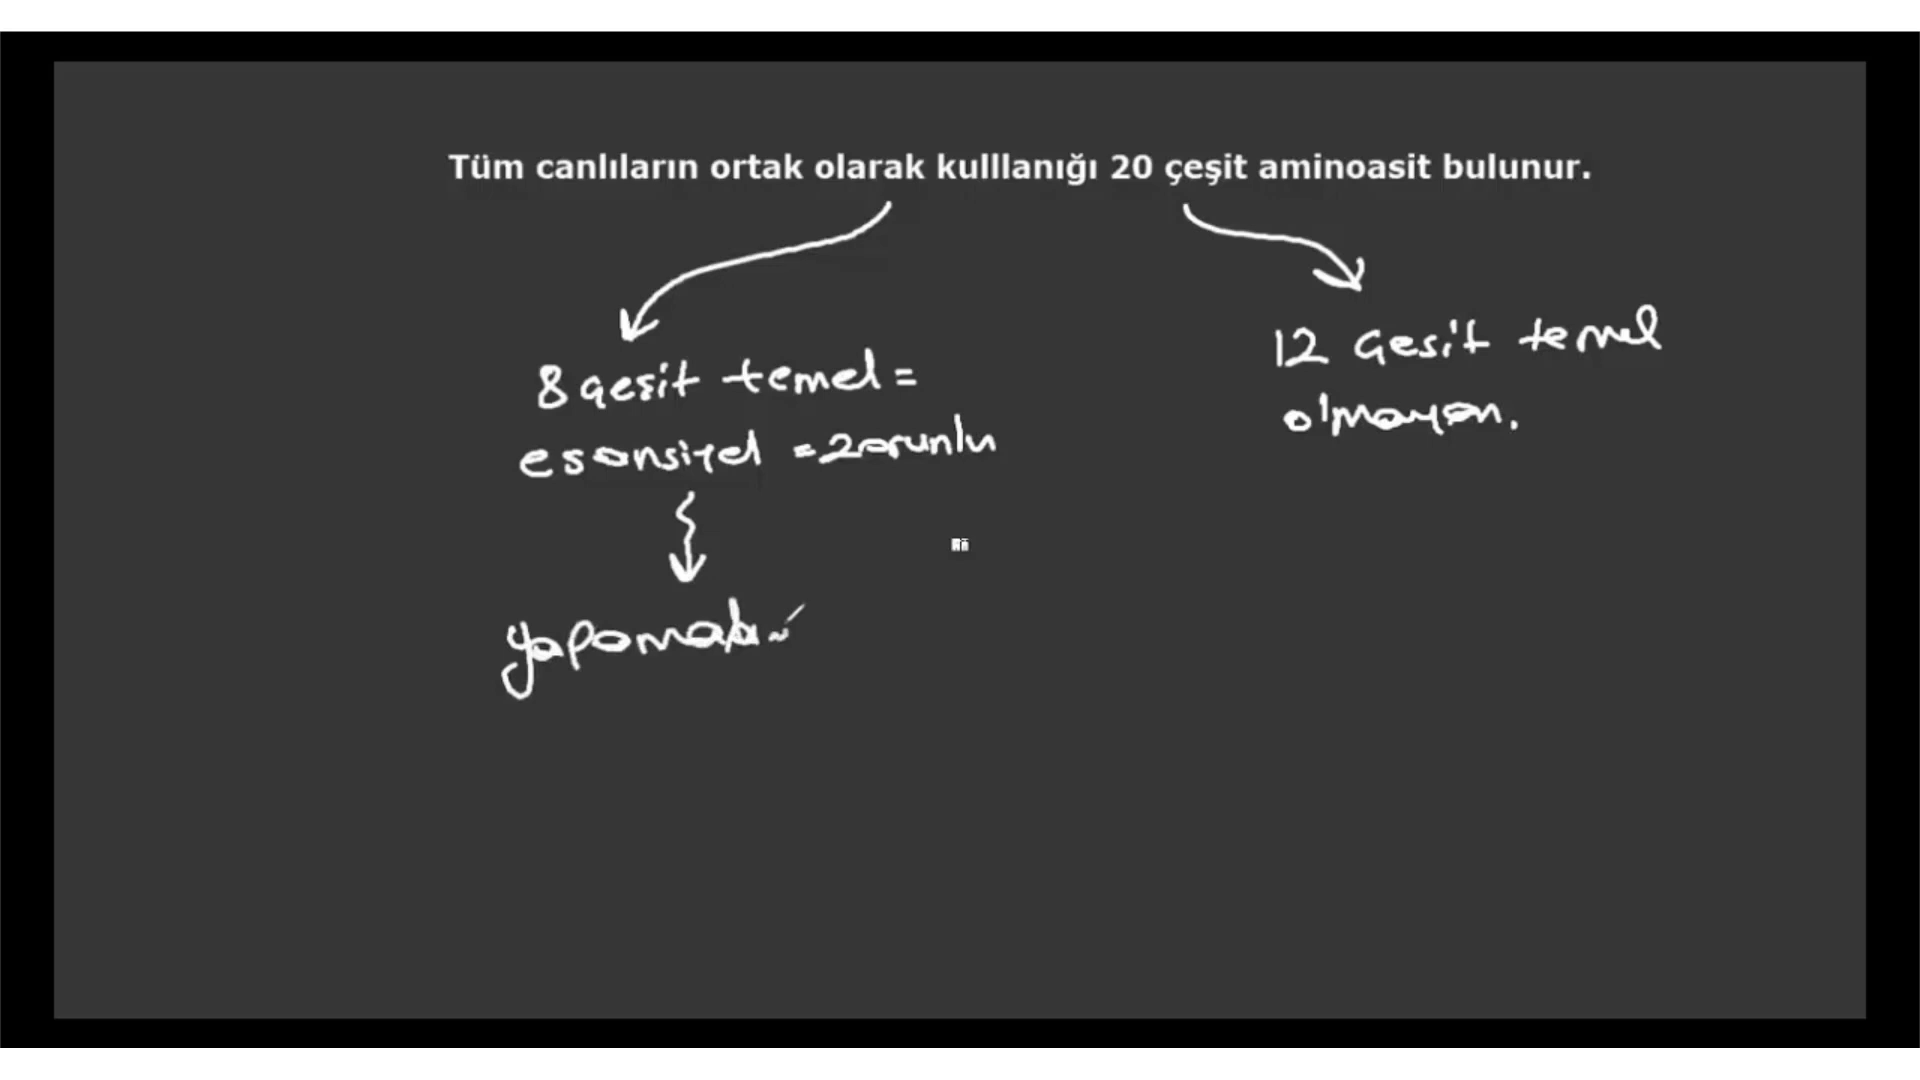 Tüm canlıların ortak olarak kulllanığı 20 çeşit aminoasit bulunur.
8 çeşit temel =
esansiyel = zorunlu
12 çeşit temel
olmayan.